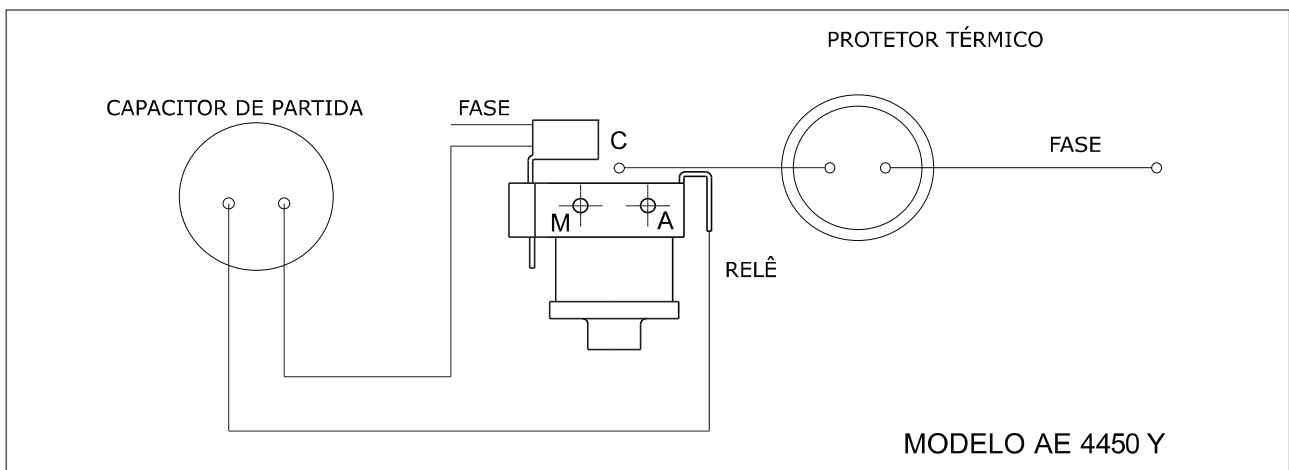 PROTETOR TÉRMICO
CAPACITOR DE PARTIDA
FASE
C
FASE
M
A
RELÊ
MODELO AE 4450 Y